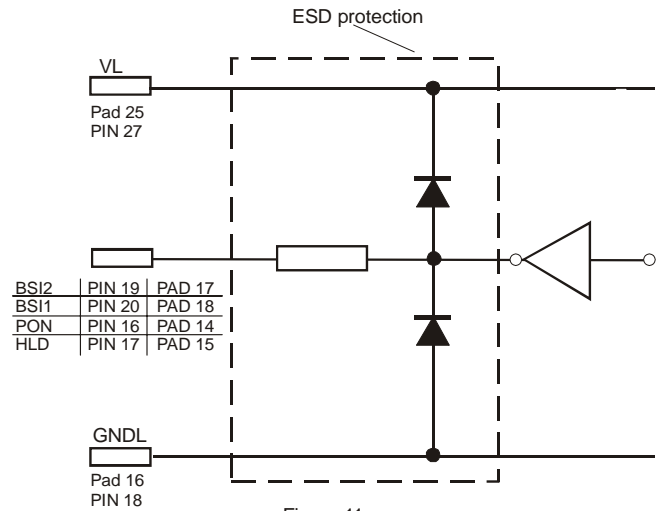 ESD protection
VL
Pad 25
PIN 27
BSI2 PIN 19 PAD 17
BSI1 PIN 20 PAD 18
PON PIN 16 PAD 14
HLD PIN 17 PAD 15
GNDL
Pad 16
PIN 18